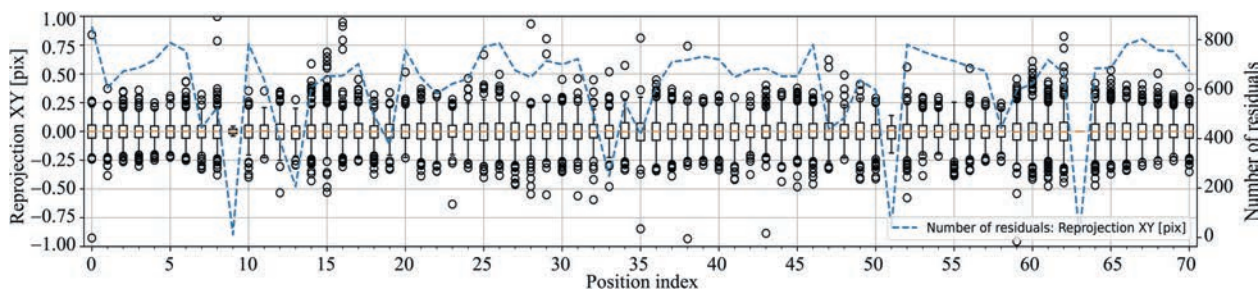 Reprojection XY [pix]
1.00
0.75
0.50
0.25
0.00
−0.25
−0.50
−0.75
−1.00
0 5 10 15 20 25 30 35 40 45 50 55 60 65 70
Position index
800
600
400
200
0
Number of residuals
Number of residuals: Reprojection XY [pix]